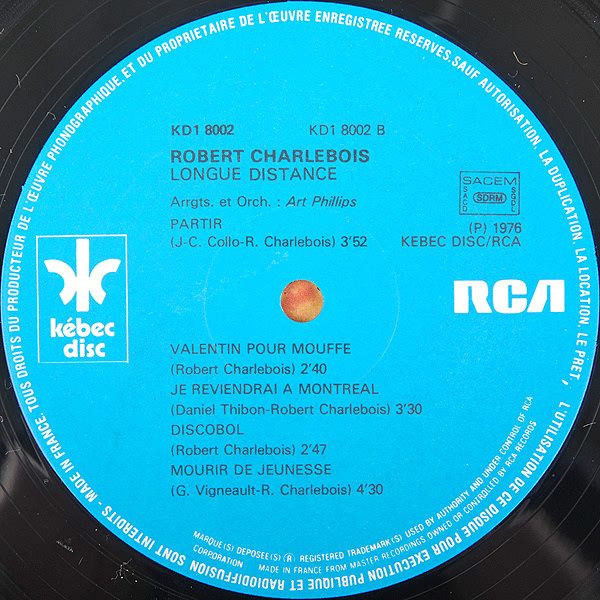 TOUS DROITS DU PRODUCTEUR DE L'ŒUVRE PHONOGRAPHIQUE.ET DU PROPRIETAIRE DE L'ŒUVRE ENREGISTREE RESERVES.SAUF AUTORISATION. LA DUPLICATION, LA LOCATION, LE PRET, L'UTILISATION DE CE DISQUE POUR EXECUTION PUBLIQUE ET RADIODIFFUSION SONT INTERDITS - MADE IN FRANCE.
KD1 8002 KD1 8002 B
ROBERT CHARLEBOIS
LONGUE DISTANCE
Arrgts. et Orch. : Art Phillips
SACEM
SACD SDRM SGDL
PARTIR
(J-C. Collo-R. Charlebois) 3'52
(P) 1976
KEBEC DISC/RCA
kébec
disc
RCA
VALENTIN POUR MOUFFE
(Robert Charlebois) 2'40
JE REVIENDRAI A MONTREAL
(Daniel Thibon-Robert Charlebois) 3'30
DISCOBOL
(Robert Charlebois) 2'47
MOURIR DE JEUNESSE
(G. Vigneault-R. Charlebois) 4'30
MARQUE(S) DEPOSEE(S) (R) REGISTERED TRADEMARK(S) USED BY AUTHORITY AND UNDER CONTROL OF RCA
CORPORATION MADE IN FRANCE FROM MASTER RECORDINGS OWNED OR CONTROLLED BY RCA RECORDS